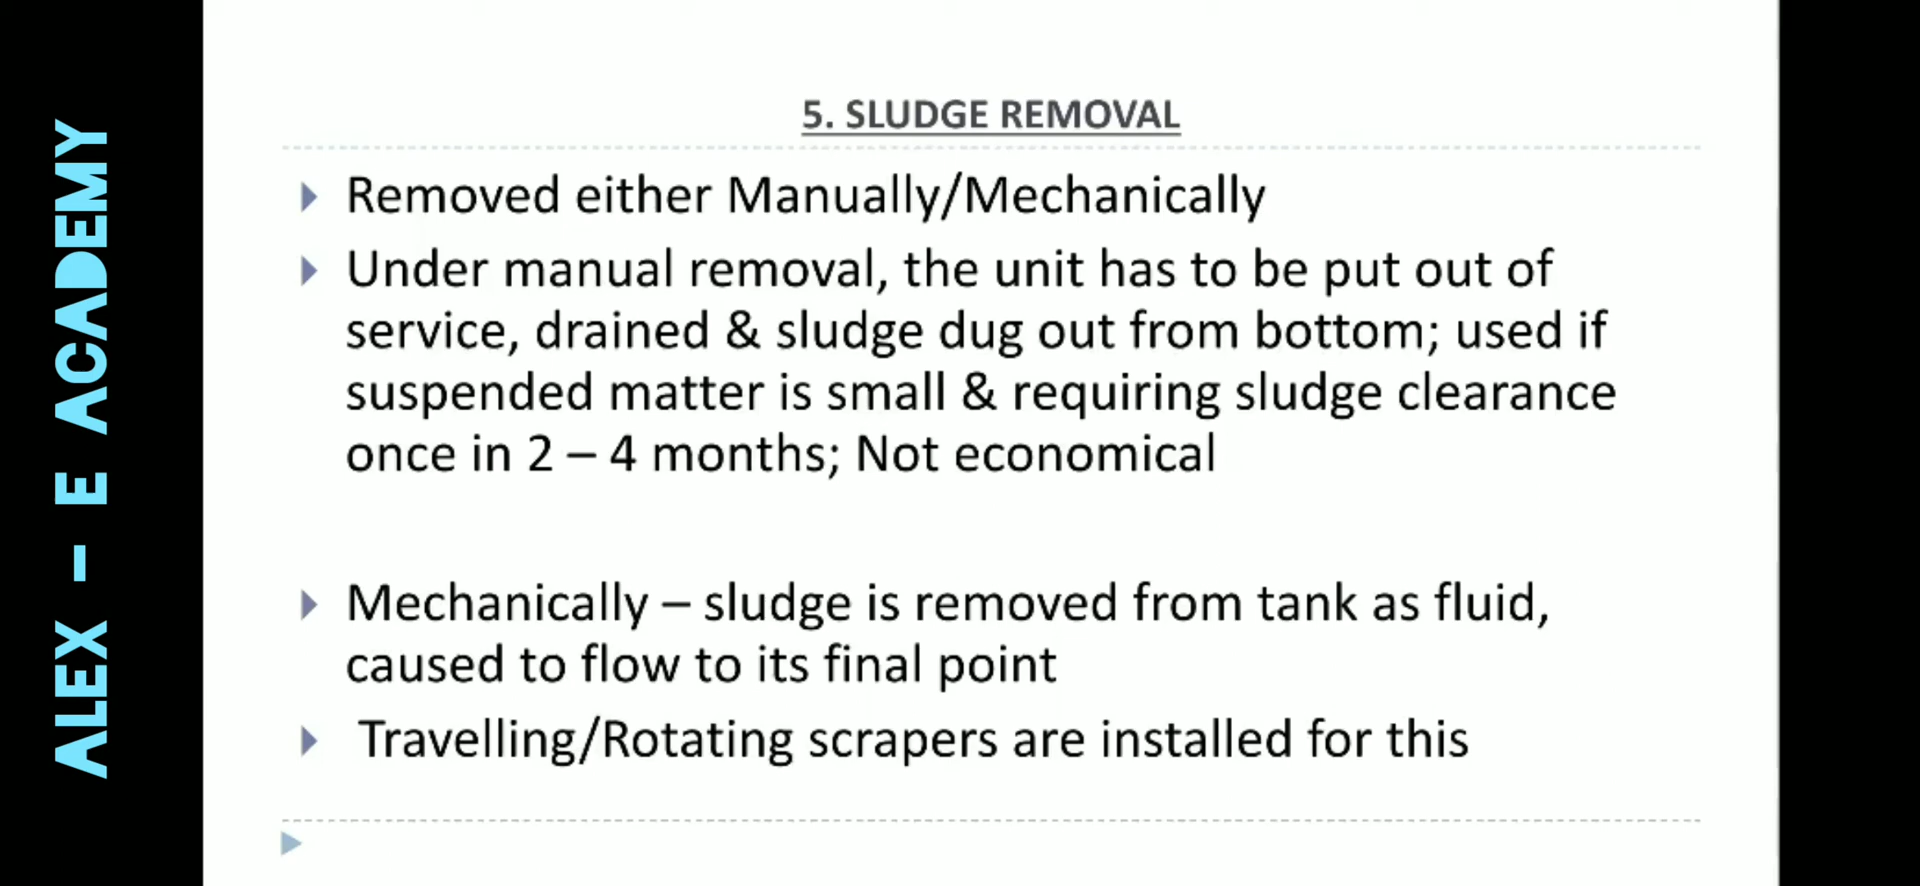 ALEX - E ACADEMY
5. SLUDGE REMOVAL
Removed either Manually/Mechanically
Under manual removal, the unit has to be put out of
service, drained & sludge dug out from bottom; used if
suspended matter is small & requiring sludge clearance
once in 2 – 4 months; Not economical
Mechanically – sludge is removed from tank as fluid,
caused to flow to its final point
Travelling/Rotating scrapers are installed for this